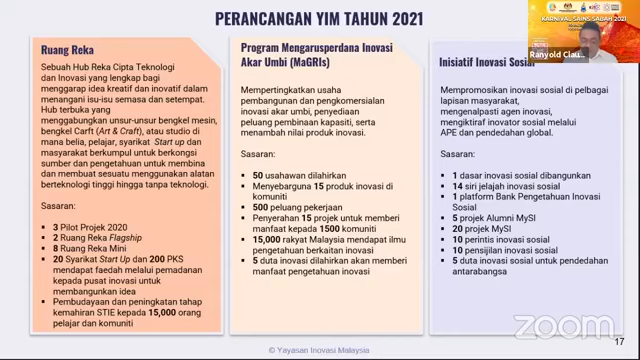 PERANCANGAN YIM TAHUN 2021
KARNIVAL SAINS SABAH 2021
Ranyold Clau...
Ruang Reka
Sebuah Hub Reka Cipta Teknologi
dan Inovasi yang lengkap bagi
menggarap idea kreatif dan inovatif dalam
menangani isu-isu semasa dan setempat.
Hub terbuka yang
menggabungkan unsur-unsur bengkel mesin,
bengkel Carft (Art & Craft), atau studio di
mana belia, pelajar, syarikat Start up dan
masyarakat berkumpul untuk berkongsi
sumber dan pengetahuan untuk membina
dan membuat sesuatu menggunakan alatan
berteknologi tinggi hingga tanpa teknologi.
Sasaran:
▪ 3 Pilot Projek 2020
▪ 2 Ruang Reka Flagship
▪ 8 Ruang Reka Mini
▪ 20 Syarikat Start Up dan 200 PKS
mendapat faedah melalui pemadanan
kepada pusat inovasi untuk
membangunkan idea
▪ Pembudayaan dan peningkatan tahap
kemahiran STIE kepada 15,000 orang
pelajar dan komuniti
Program Mengarusperdana Inovasi
Akar Umbi (MaGRIs)
Mempertingkatkan usaha
pembangunan dan pengkomersialan
inovasi akar umbi, penyediaan
peluang pembinaan kapasiti, serta
menambah nilai produk inovasi.
Sasaran:
▪ 50 usahawan dilahirkan
▪ Menyebarguna 15 produk inovasi di
komuniti
▪ 500 peluang pekerjaan
▪ Penyerahan 15 projek untuk memberi
manfaat kepada 1500 komuniti
▪ 15,000 rakyat Malaysia mendapat ilmu
pengetahuan berkaitan inovasi
▪ 5 duta inovasi dilahirkan akan memberi
manfaat pengetahuan inovasi
Inisiatif Inovasi Sosial
Mempromosikan inovasi sosial di pelbagai
lapisan masyarakat,
mengenalpasti agen inovasi,
mengiktiraf inovator sosial melalui
APE dan pendedahan global.
Sasaran:
▪ 1 dasar inovasi sosial dibangunkan
▪ 14 siri jelajah inovasi sosial
▪ 1 platform Bank Pengetahuan Inovasi
Sosial
▪ 5 projek Alumni MySI
▪ 20 projek MySI
▪ 10 perintis inovasi sosial
▪ 10 pensijilan inovasi sosial
▪ 5 duta inovasi sosial untuk pendedahan
antarabangsa
zoom
17
© Yayasan Inovasi Malaysia